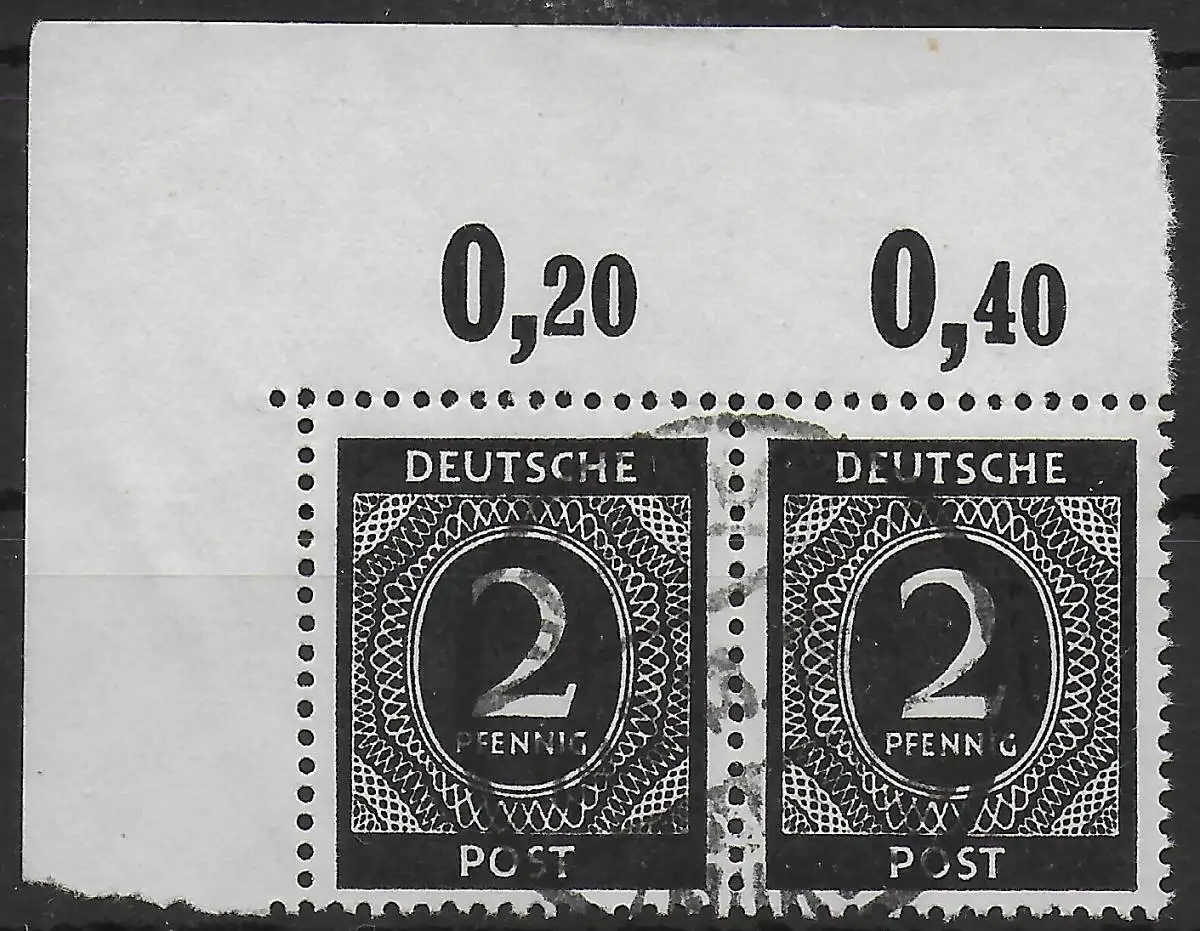 0,20 0,40
DEUTSCHE DEUTSCHE
2 2
PFENNIG PFENNIG
POST POST